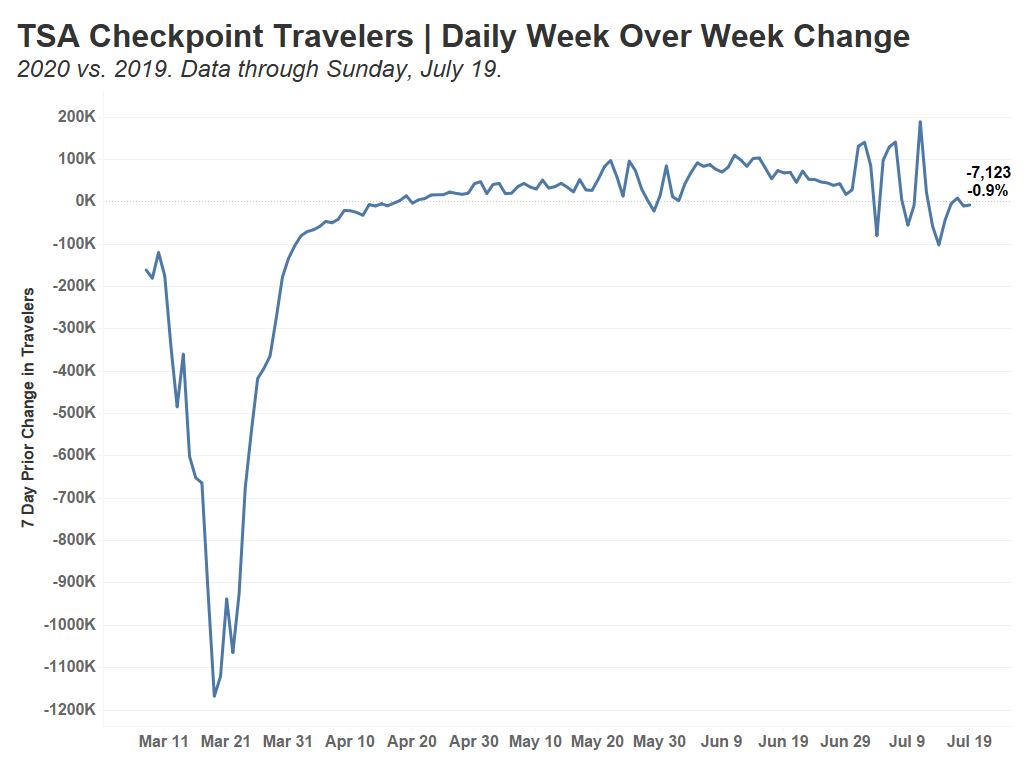 TSA Checkpoint Travelers | Daily Week Over Week Change
2020 vs. 2019. Data through Sunday, July 19.
200K
100K
0K
-100K
-200K
-300K
-400K
-500K
-600K
-700K
-800K
-900K
-1000K
-1100K
-1200K
7 Day Prior Change in Travelers
-7,123
-0.9%
Mar 11 Mar 21 Mar 31 Apr 10 Apr 20 Apr 30 May 10 May 20 May 30 Jun 9 Jun 19 Jun 29 Jul 9 Jul 19